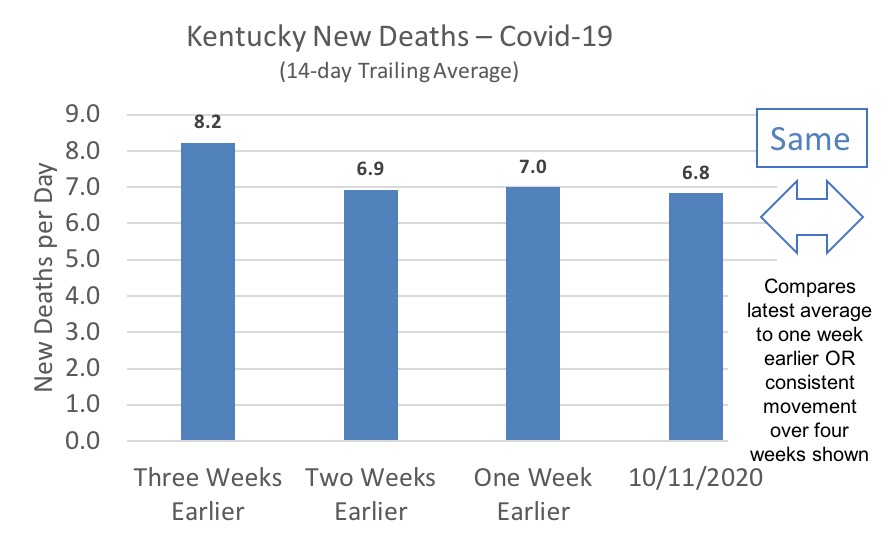 Kentucky New Deaths – Covid-19
(14-day Trailing Average)
New Deaths per Day
9.0
8.0
7.0
6.0
5.0
4.0
3.0
2.0
1.0
0.0
8.2
6.9
7.0
6.8
Three Weeks
Earlier
Two Weeks
Earlier
One Week
Earlier
10/11/2020
Same
Compares
latest average
to one week
earlier OR
consistent
movement
over four
weeks shown